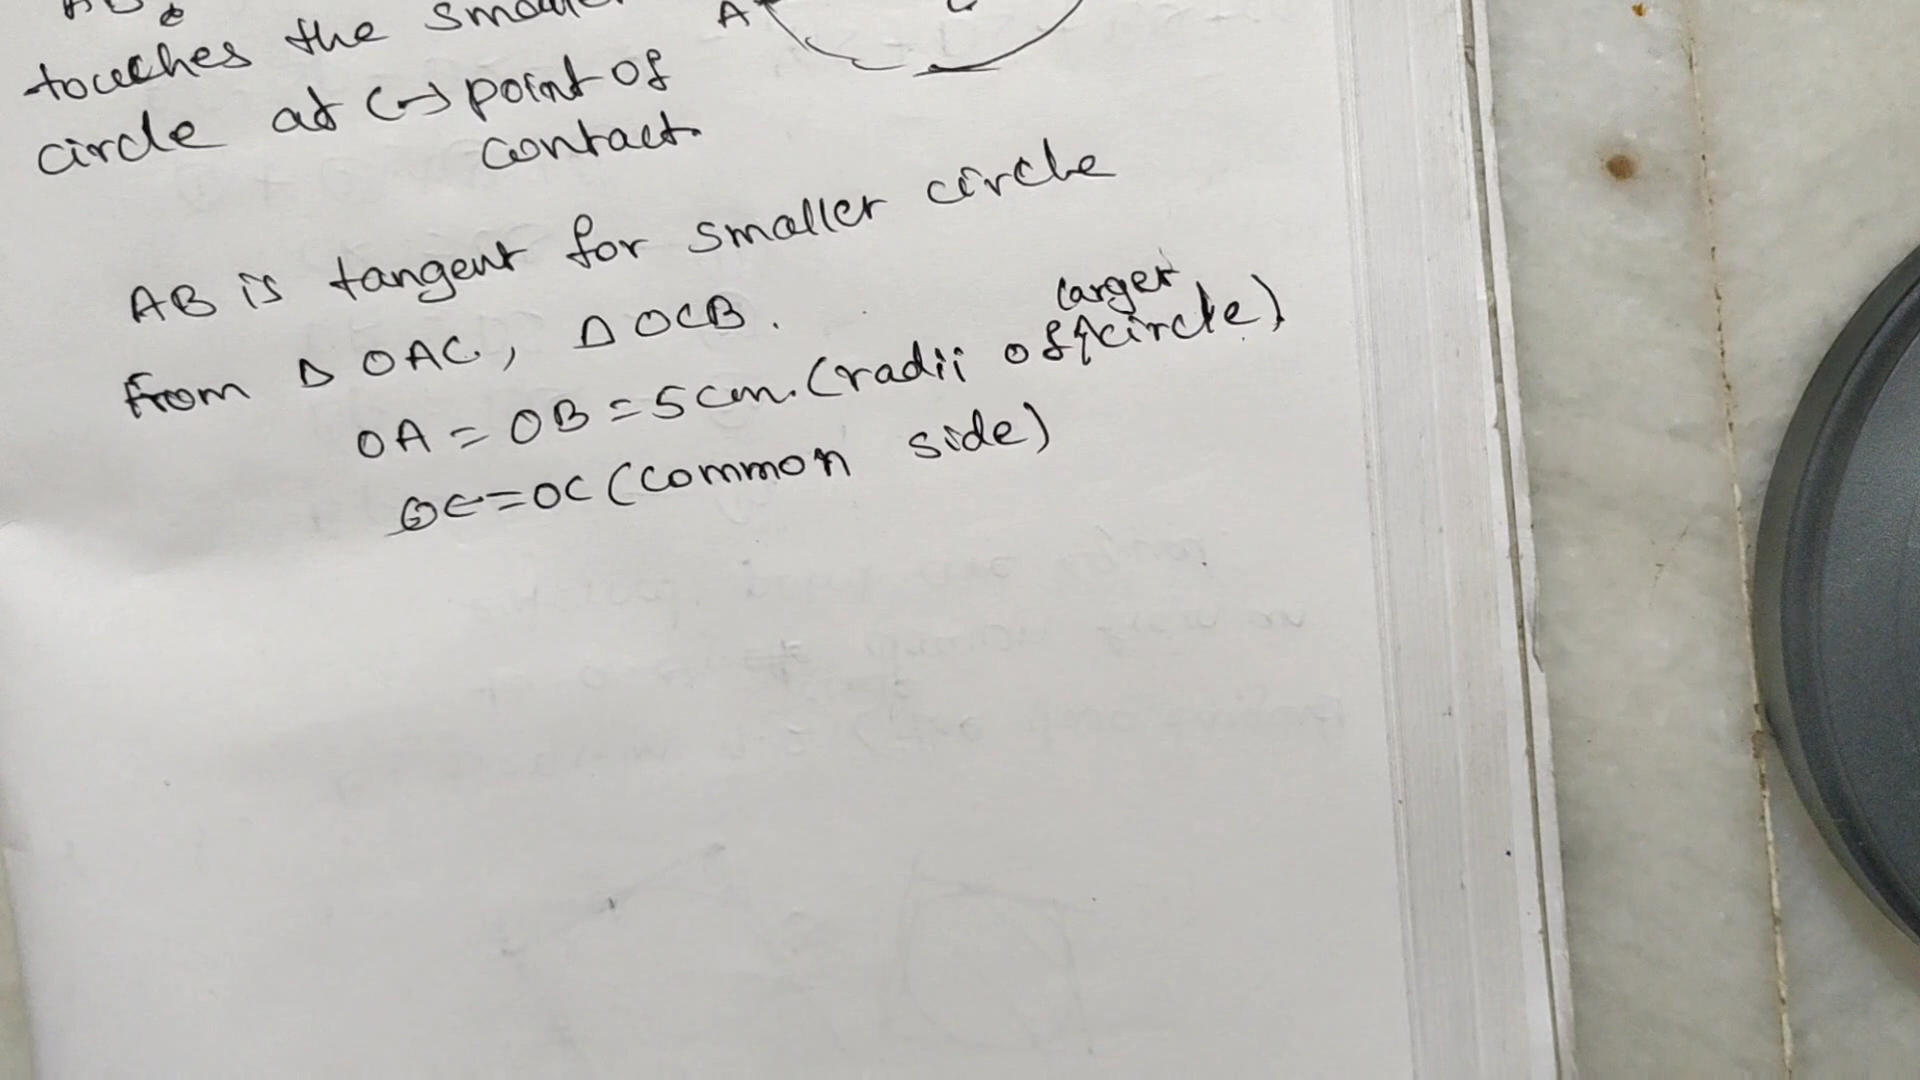 touches the smaller A
circle at C→ point of
contact.
AB is tangent for smaller circle
From △ OAC, △ OCB.
OA = OB = 5cm. (radii of larger circle)
OC = OC (common side)